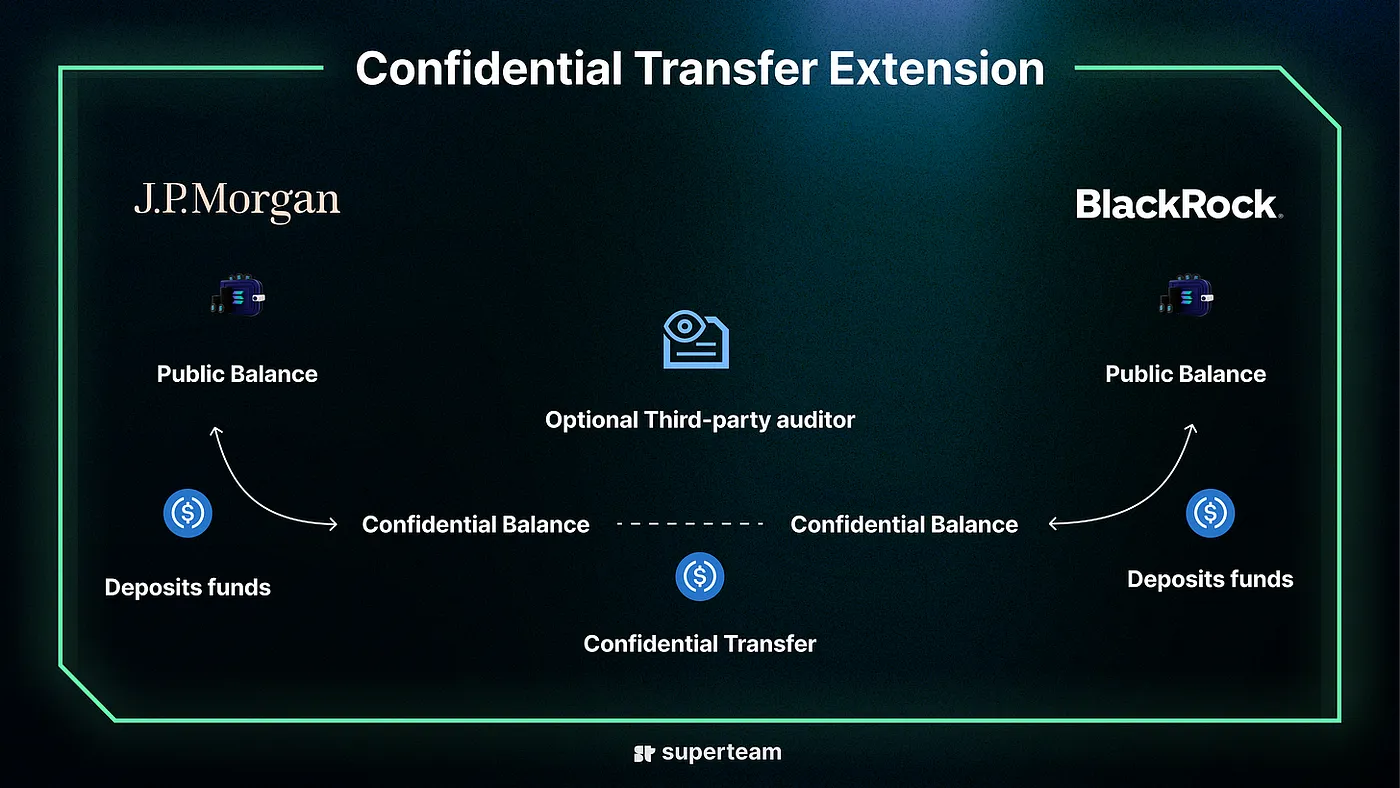 Confidential Transfer Extension
J.P.Morgan
BlackRock.
Public Balance
Public Balance
Optional Third-party auditor
Confidential Balance
Confidential Balance
Deposits funds
Deposits funds
Confidential Transfer
superteam